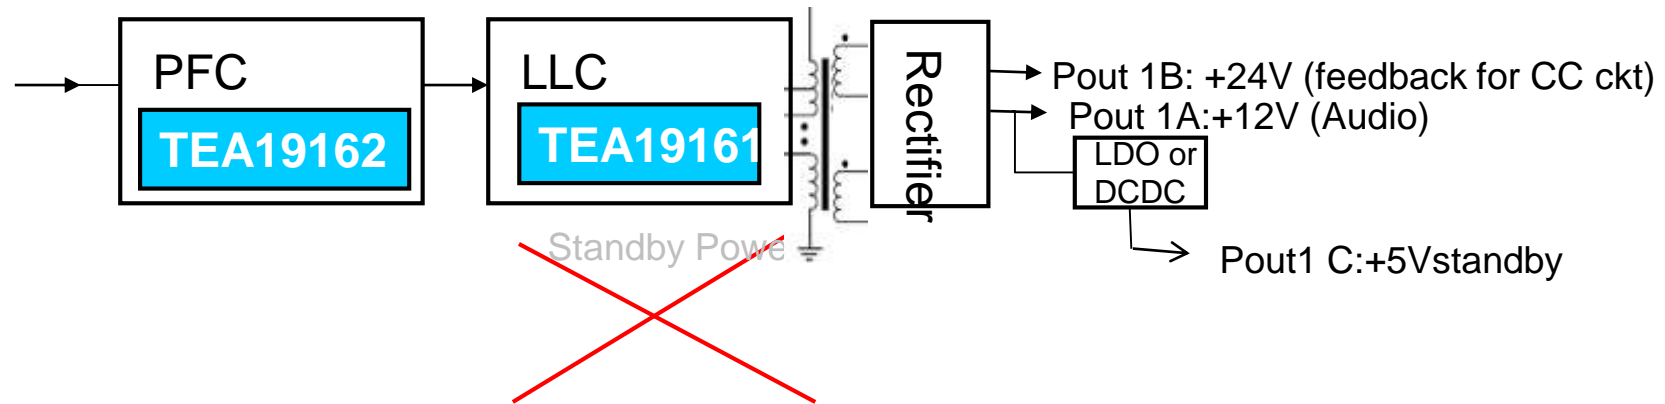 PFC
TEA19162
LLC
TEA19161
Rectifier
Pout 1B: +24V (feedback for CC ckt)
Pout 1A:+12V (Audio)
LDO or
DCDC
Standby Powe
Pout1 C:+5Vstandby